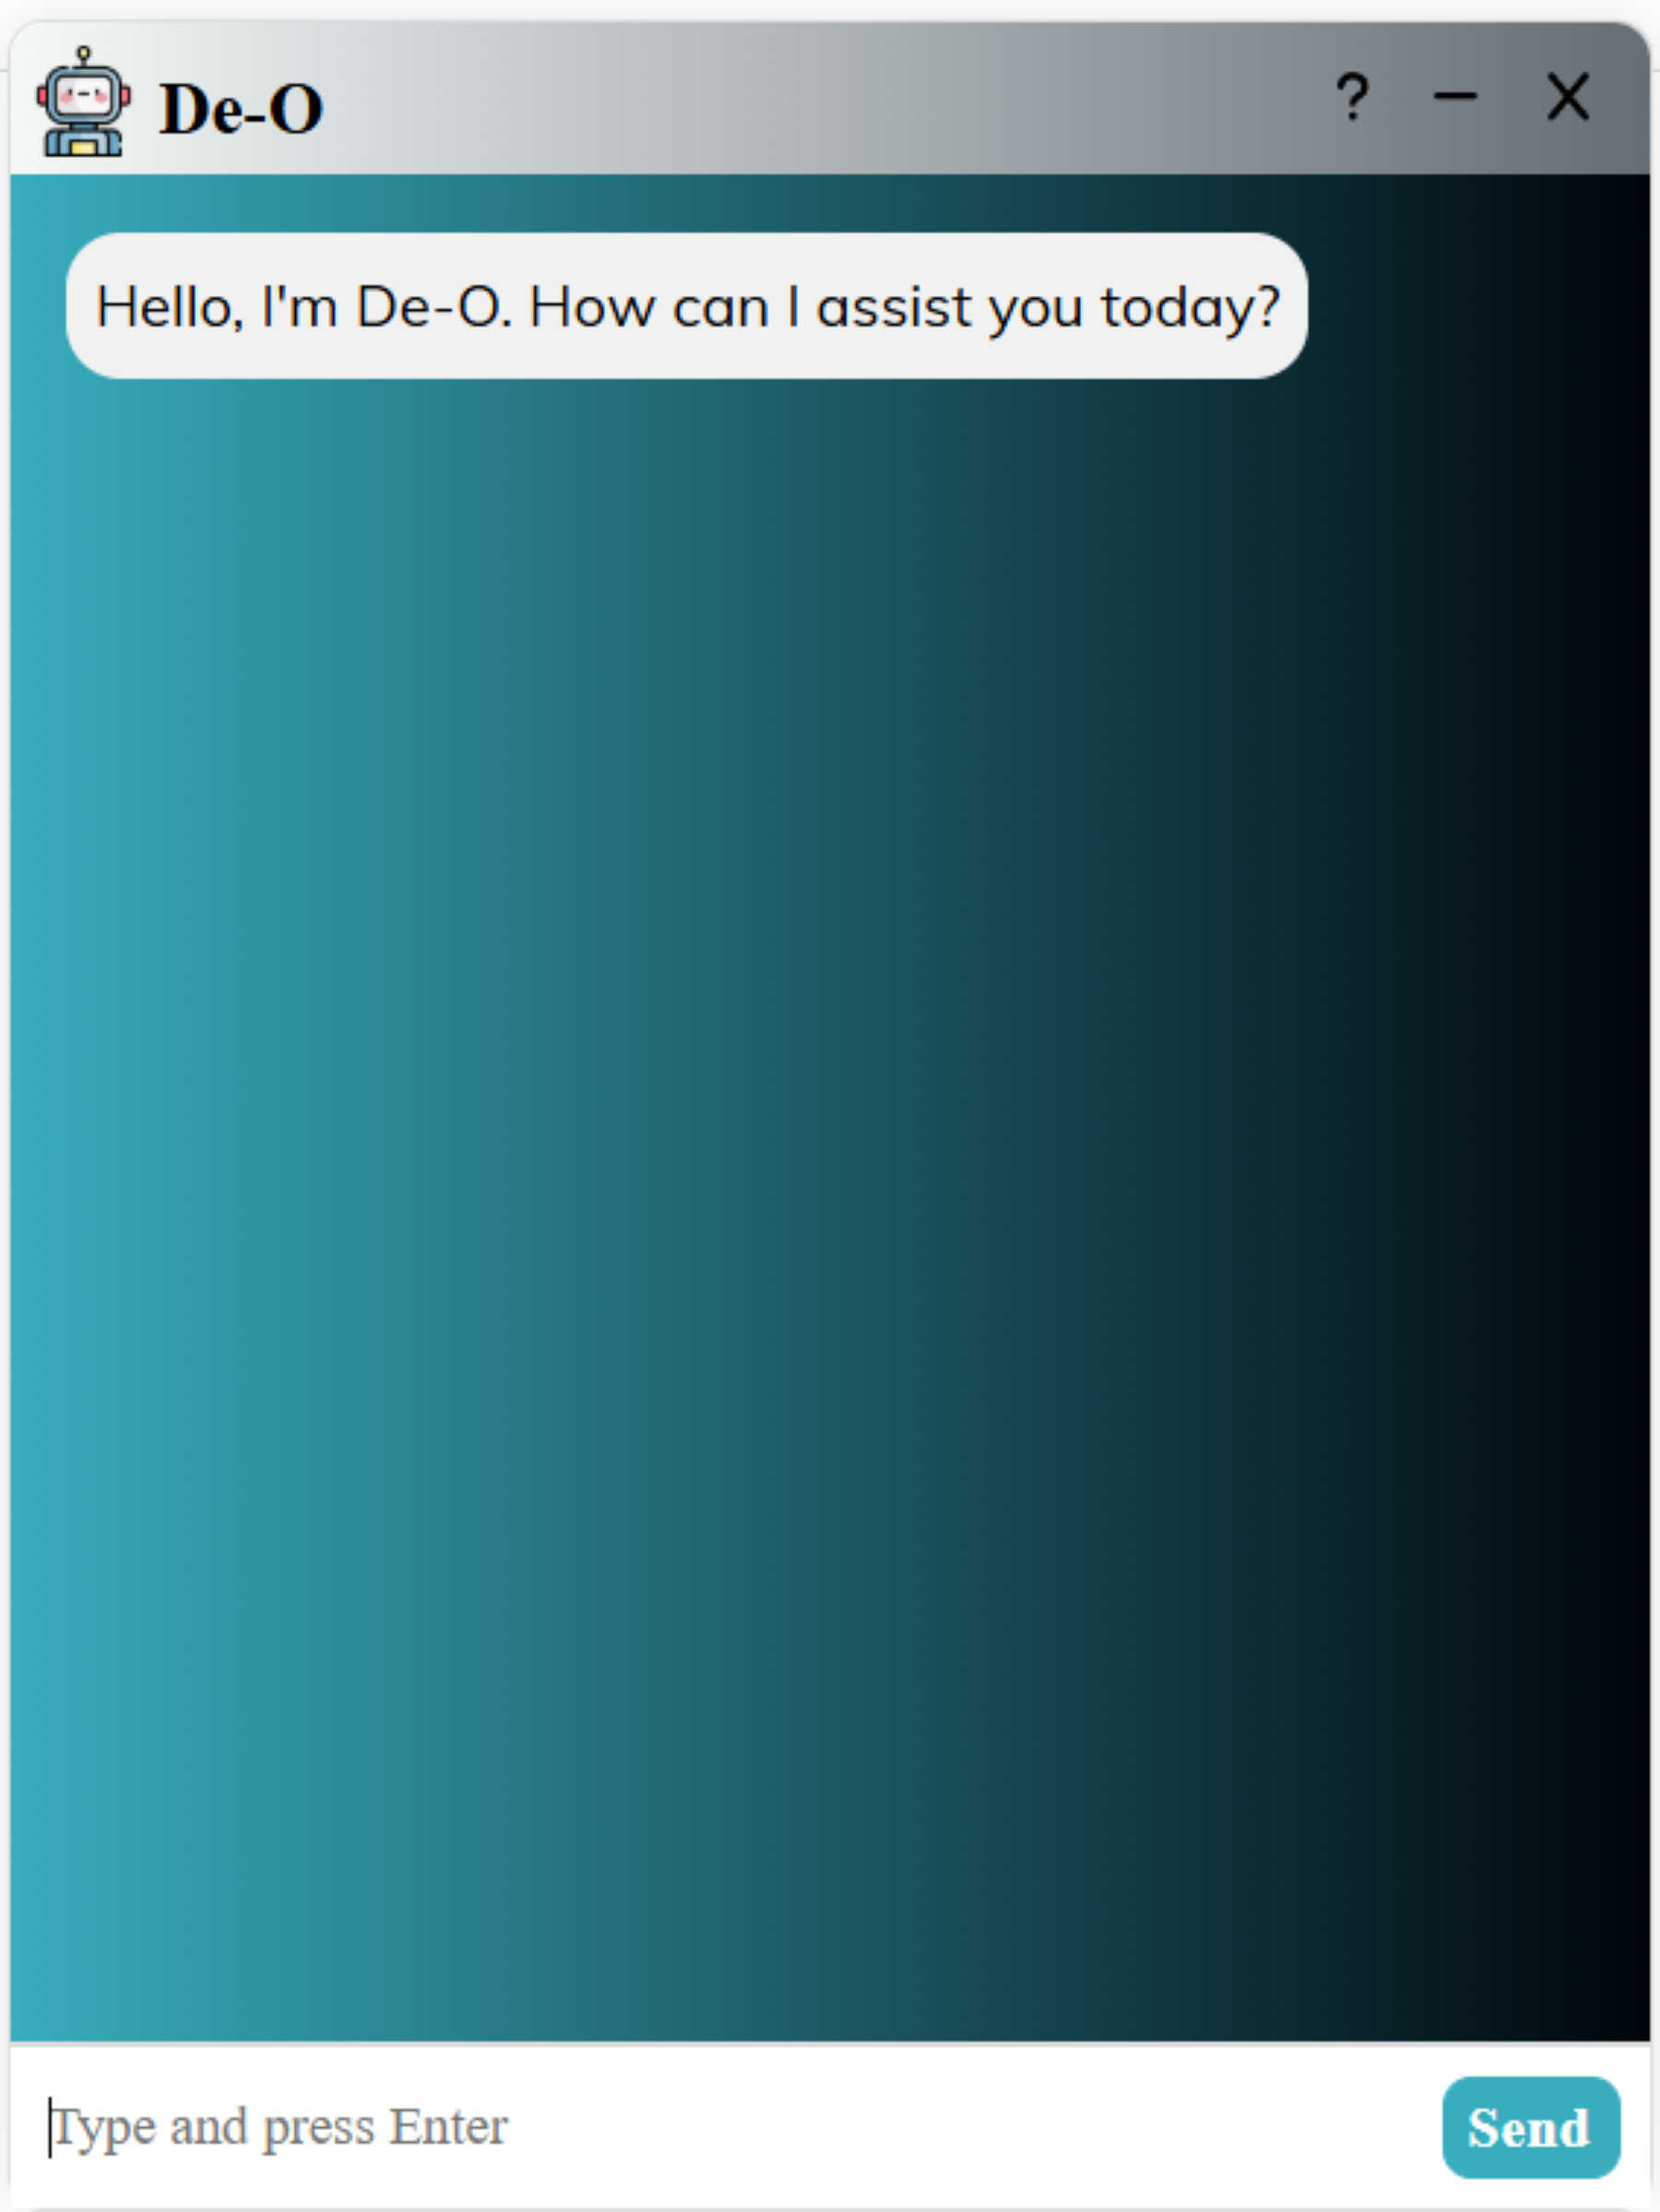 De-O
? – X
Hello, I'm De-O. How can I assist you today?
Type and press Enter
Send